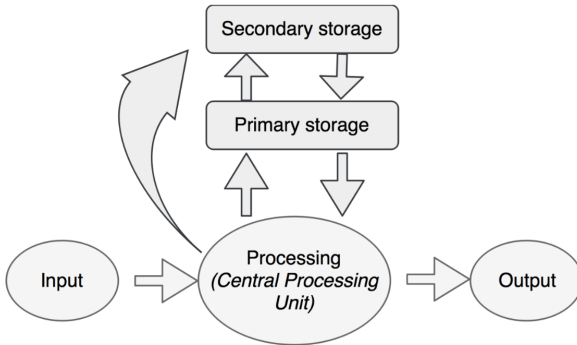 Secondary storage
Primary storage
Processing
(Central Processing
Unit)
Input
Output